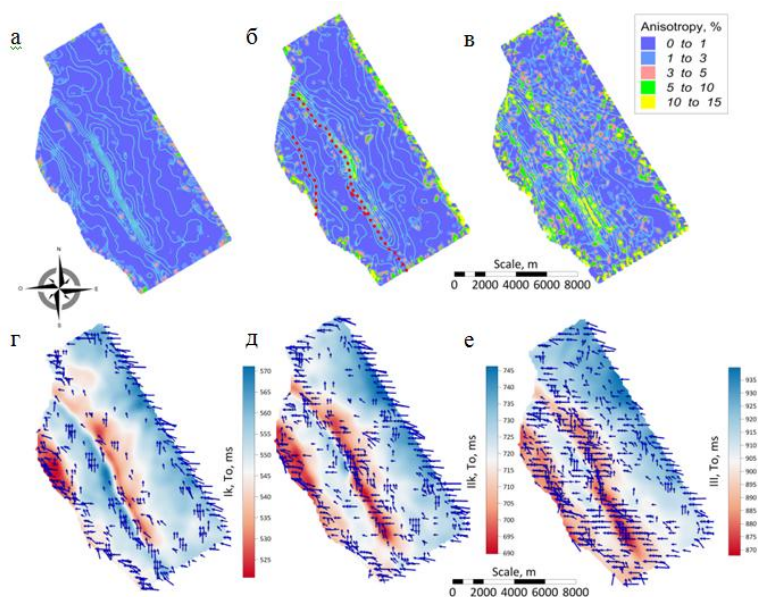 а
б
в
Anisotropy, %
0 to 1
1 to 3
3 to 5
5 to 10
10 to 15
Scale, m
0 2000 4000 6000 8000
N
O
E
S
г
д
е
Ik, To, ms
570
565
560
555
550
545
540
535
530
525
IIk, To, ms
745
740
735
730
725
720
715
710
705
700
695
690
III, To, ms
935
930
925
920
915
910
905
900
895
890
885
880
875
870
Scale, m
0 2000 4000 6000 8000